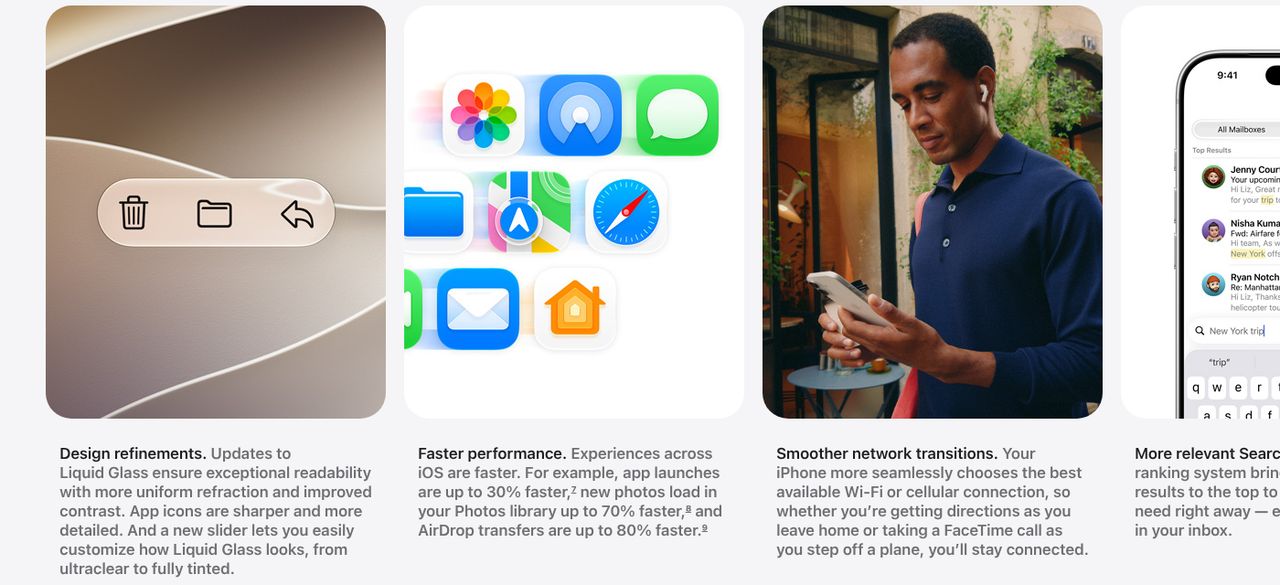 9:41
All Mailboxes
Top Results
Jenny Court
Your upcomin
Hi Liz, Great r
for your trip to
Nisha Kuma
Fwd: Airfare f
Hi team, As w
New York offs
Ryan Notch
Re: Manhatta
Hi Liz, Thanks
helicopter tou
New York trip
“trip”
q w e r t
a s d f
Design refinements. Updates to
Liquid Glass ensure exceptional readability
with more uniform refraction and improved
contrast. App icons are sharper and more
detailed. And a new slider lets you easily
customize how Liquid Glass looks, from
ultraclear to fully tinted.
Faster performance. Experiences across
iOS are faster. For example, app launches
are up to 30% faster,⁷ new photos load in
your Photos library up to 70% faster,⁸ and
AirDrop transfers are up to 80% faster.⁹
Smoother network transitions. Your
iPhone more seamlessly chooses the best
available Wi-Fi or cellular connection, so
whether you’re getting directions as you
leave home or taking a FaceTime call as
you step off a plane, you’ll stay connected.
More relevant Searc
ranking system brin
results to the top to
need right away — e
in your inbox.